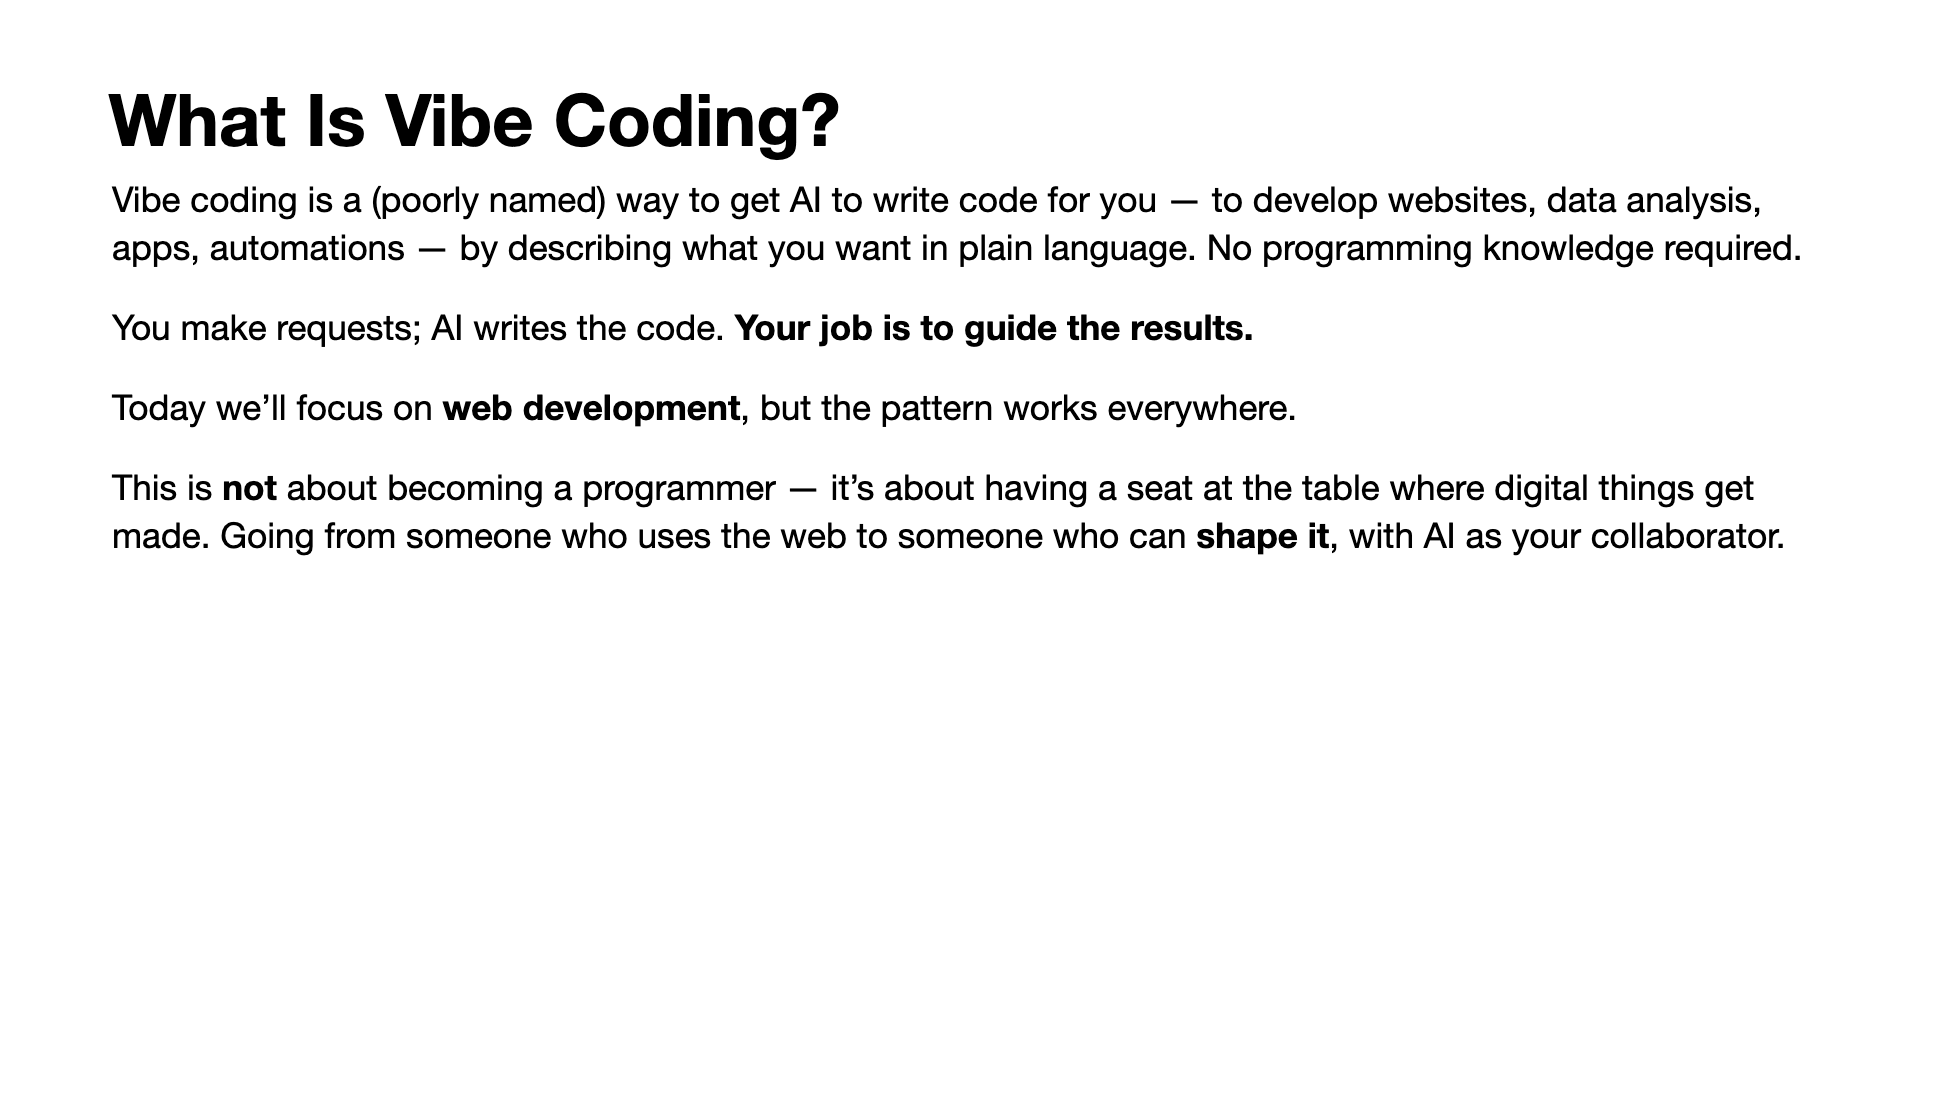 What Is Vibe Coding?
Vibe coding is a (poorly named) way to get AI to write code for you — to develop websites, data analysis,
apps, automations — by describing what you want in plain language. No programming knowledge required.
You make requests; AI writes the code. Your job is to guide the results.
Today we’ll focus on web development, but the pattern works everywhere.
This is not about becoming a programmer — it’s about having a seat at the table where digital things get
made. Going from someone who uses the web to someone who can shape it, with AI as your collaborator.